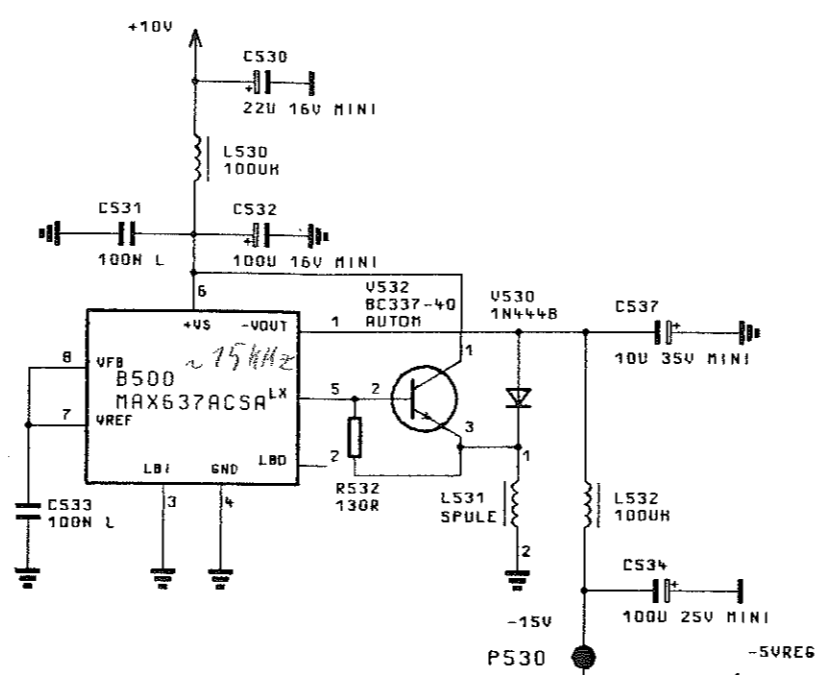 +10V
C530
+
22U 16V MINI
L530
100UH
C531
100N L
C532
+
100U 16V MINI
6
V532
BC337-40
AUTOM
V530
1N4448
C537
+
10U 35V MINI
+VS
-VOUT
1
1
8
VFB
~ 15 kHz
B500
MAX637ACSA
LX
5
2
7
VREF
3
1
LBI
GND
LBO
2
R532
130R
3
4
L531
SPULE
2
L532
100UH
C533
100N L
C534
+
100U 25V MINI
-15V
P530
-5VREG